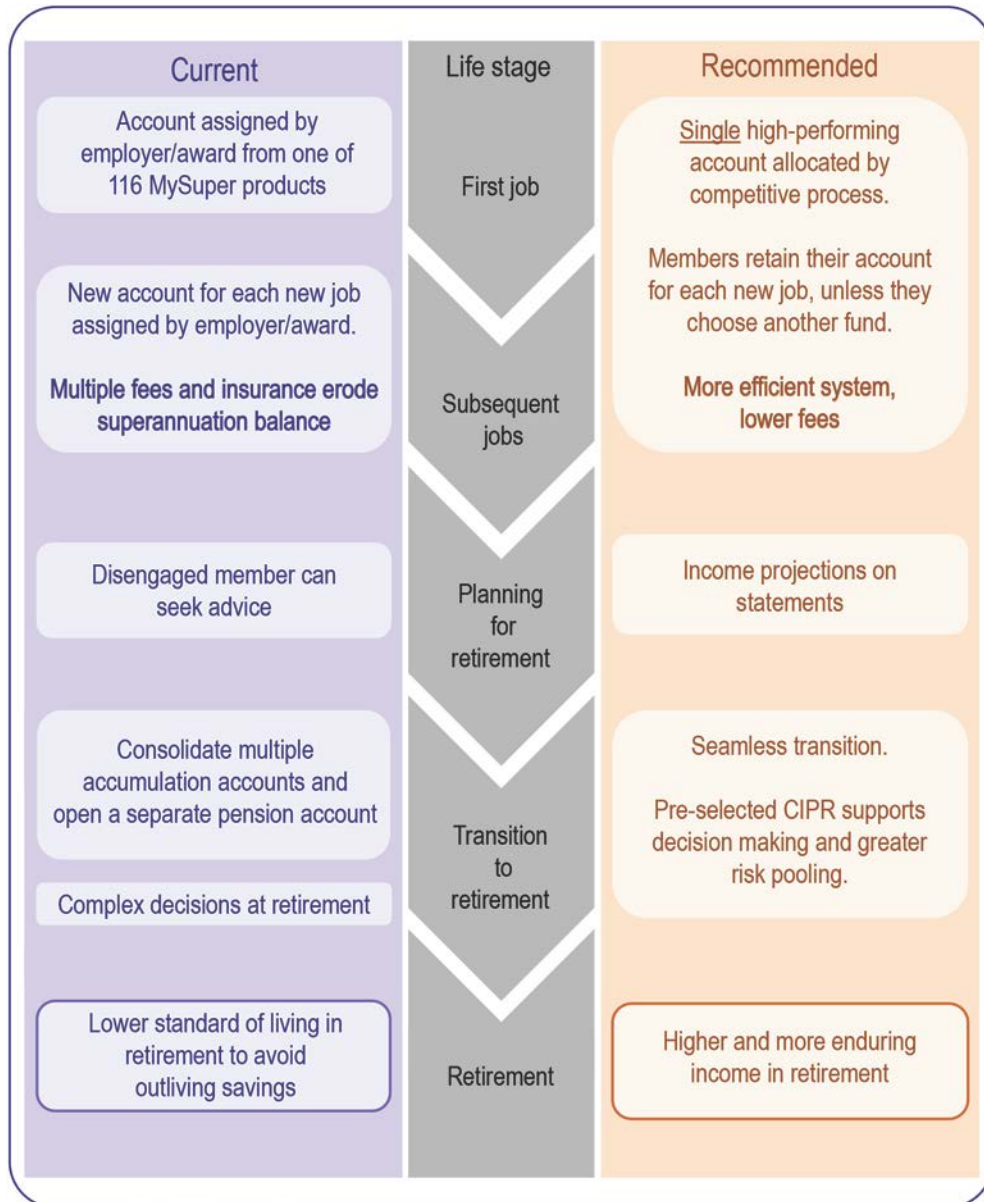 Current
Account assigned by
employer/award from one of
116 MySuper products
New account for each new job
assigned by employer/award.
Multiple fees and insurance erode
superannuation balance
Disengaged member can
seek advice
Consolidate multiple
accumulation accounts and
open a separate pension account
Complex decisions at retirement
Lower standard of living in
retirement to avoid
outliving savings
Life stage
First job
Subsequent
jobs
Planning
for
retirement
Transition
to
retirement
Retirement
Recommended
Single high-performing
account allocated by
competitive process.
Members retain their account
for each new job, unless they
choose another fund.
More efficient system,
lower fees
Income projections on
statements
Seamless transition.
Pre-selected CIPR supports
decision making and greater
risk pooling.
Higher and more enduring
income in retirement